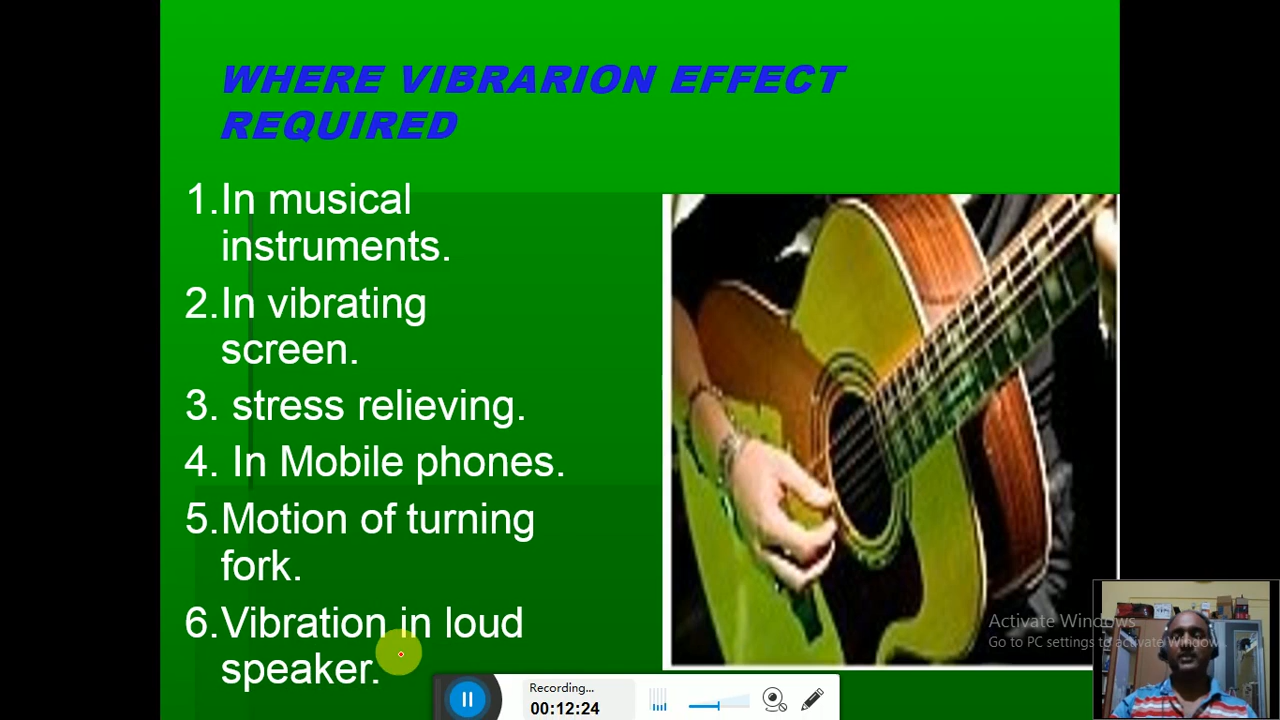 WHERE VIBRARION EFFECT
REQUIRED
1.In musical
instruments.
2.In vibrating
screen.
3. stress relieving.
4. In Mobile phones.
5.Motion of turning
fork.
6.Vibration in loud
speaker.
Activate Windows
Go to PC settings to activate Windows.
Recording...
00:12:24